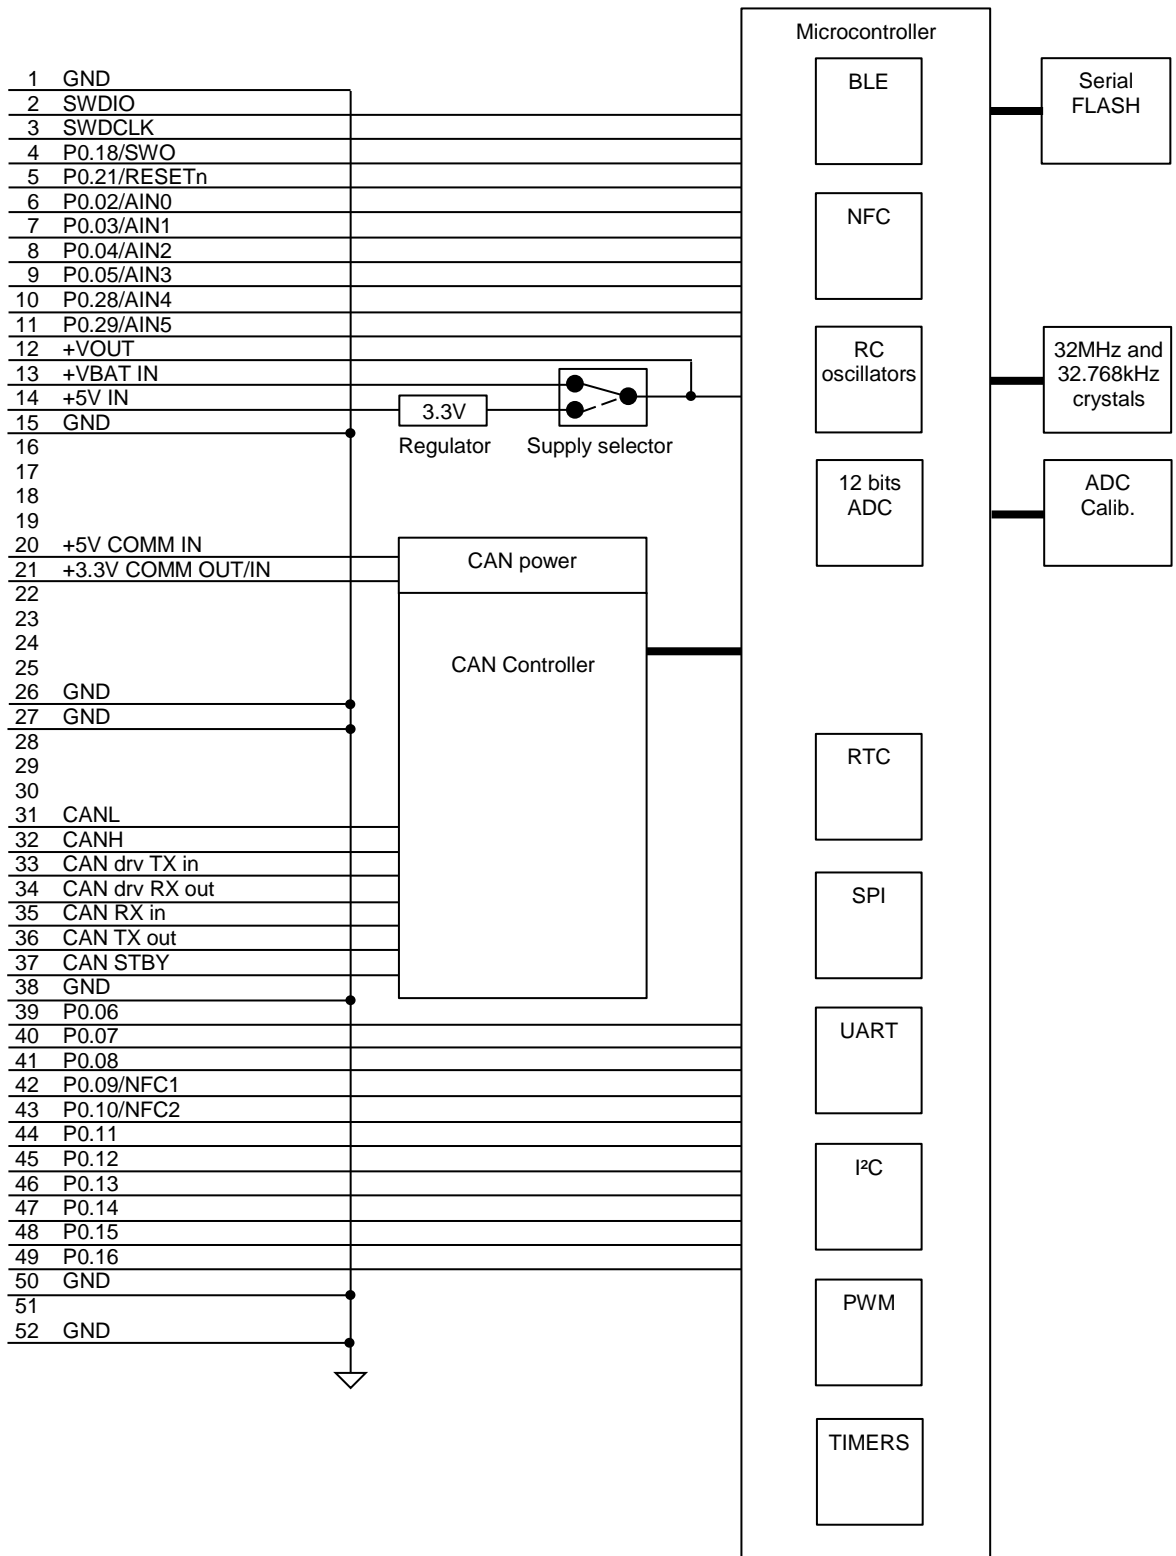 Microcontroller
1 GND
2 SWDIO
3 SWDCLK
4 P0.18/SWO
5 P0.21/RESETn
6 P0.02/AIN0
7 P0.03/AIN1
8 P0.04/AIN2
9 P0.05/AIN3
10 P0.28/AIN4
11 P0.29/AIN5
12 +VOUT
13 +VBAT IN
14 +5V IN
15 GND
16
17
18
19
20 +5V COMM IN
21 +3.3V COMM OUT/IN
22
23
24
25
26 GND
27 GND
28
29
30
31 CANL
32 CANH
33 CAN drv TX in
34 CAN drv RX out
35 CAN RX in
36 CAN TX out
37 CAN STBY
38 GND
39 P0.06
40 P0.07
41 P0.08
42 P0.09/NFC1
43 P0.10/NFC2
44 P0.11
45 P0.12
46 P0.13
47 P0.14
48 P0.15
49 P0.16
50 GND
51
52 GND
3.3V
Regulator
Supply selector
CAN power
CAN Controller
BLE
NFC
RC
oscillators
12 bits
ADC
RTC
SPI
UART
I²C
PWM
TIMERS
Serial
FLASH
32MHz and
32.768kHz
crystals
ADC
Calib.